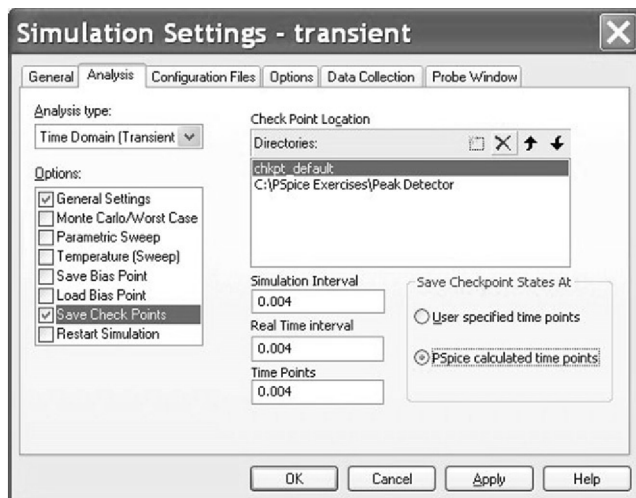 Simulation Settings - transient
General Analysis Configuration Files Options Data Collection Probe Window
Analysis type:
Time Domain (Transient
Options:
General Settings
Monte Carlo/Worst Case
Parametric Sweep
Temperature (Sweep)
Save Bias Point
Load Bias Point
Save Check Points
Restart Simulation
Check Point Location
Directories:
chkpt_default
C:\PSpice Exercises\Peak Detector
Simulation Interval
0.004
Real Time interval
0.004
Time Points
0.004
Save Checkpoint States At
User specified time points
PSpice calculated time points
OK Cancel Apply Help